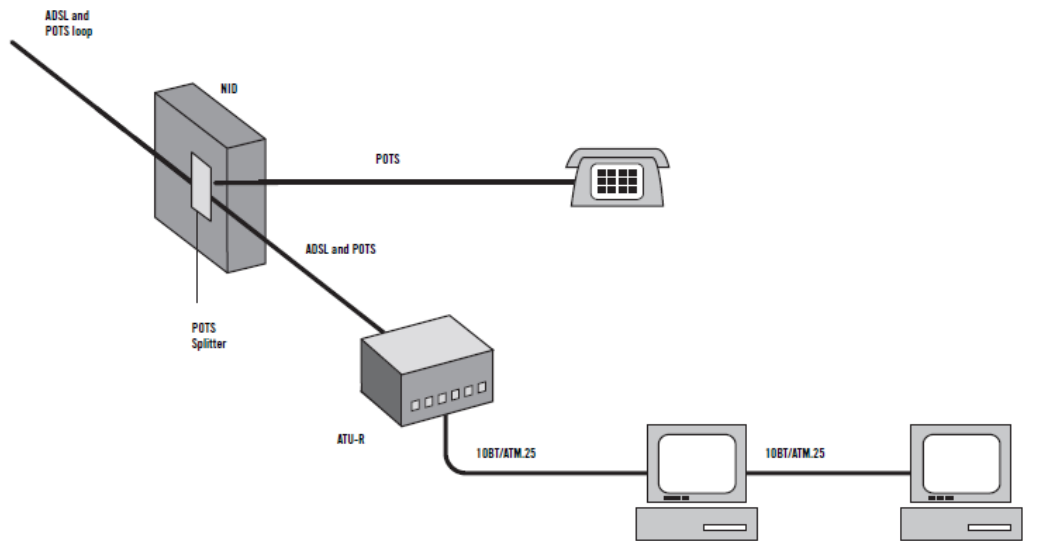 ADSL and
POTS loop
NID
POTS
ADSL and POTS
POTS
Splitter
ATU-R
10BT/ATM.25
10BT/ATM.25